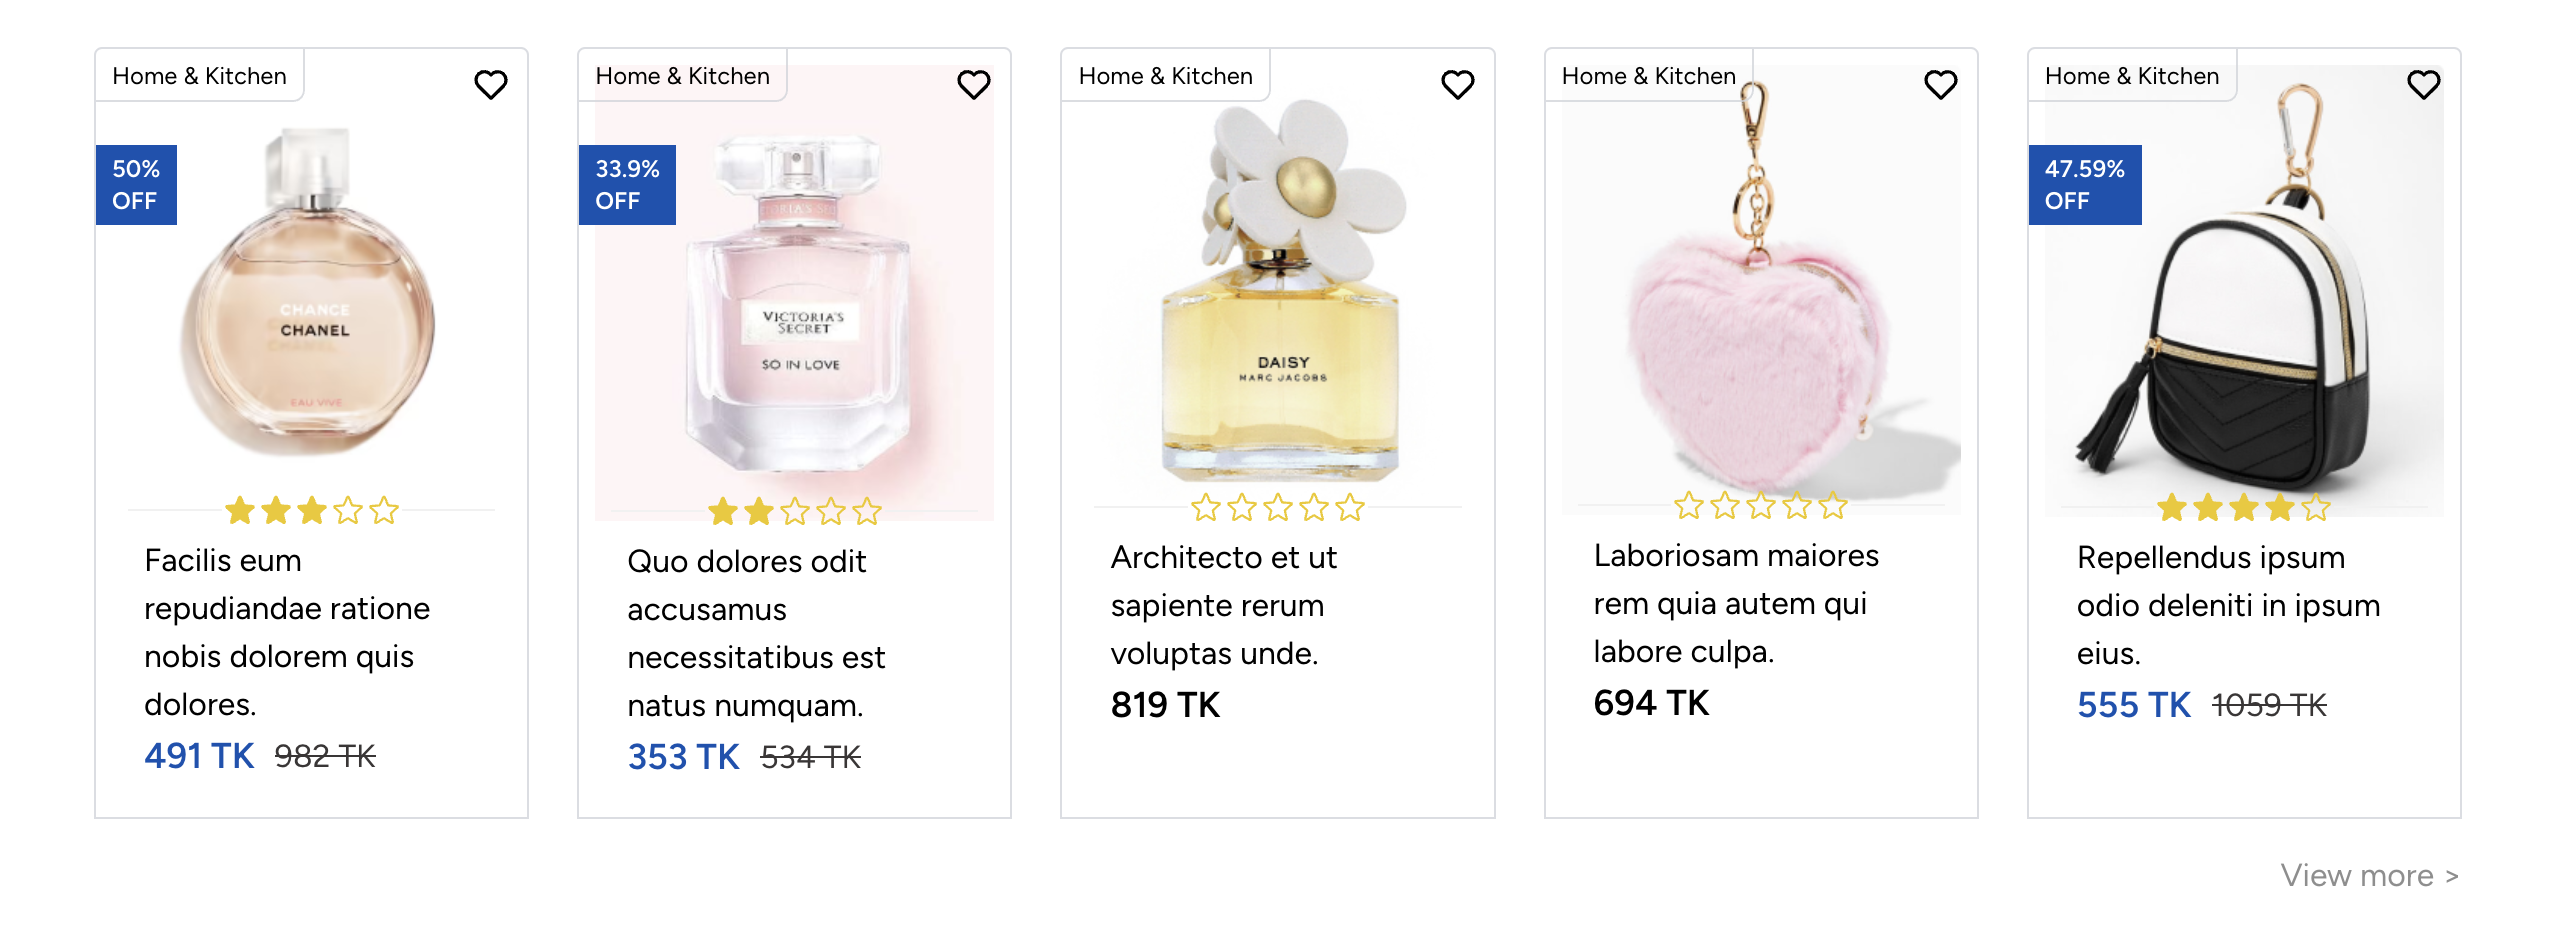 Home & Kitchen
50%
OFF
CHANCE
CHANEL
EAU VIVE
Facilis eum
repudiandae ratione
nobis dolorem quis
dolores.
491 TK 982 TK
Home & Kitchen
33.9%
OFF
VICTORIA'S
SECRET
SO IN LOVE
Quo dolores odit
accusamus
necessitatibus est
natus numquam.
353 TK 534 TK
Home & Kitchen
DAISY
MARC JACOBS
Architecto et ut
sapiente rerum
voluptas unde.
819 TK
Home & Kitchen
Laboriosam maiores
rem quia autem qui
labore culpa.
694 TK
Home & Kitchen
47.59%
OFF
Repellendus ipsum
odio deleniti in ipsum
eius.
555 TK 1059 TK
View more >